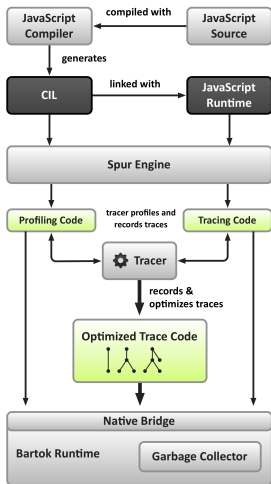 JavaScript
Compiler
compiled with
JavaScript
Source
generates
CIL
linked with
JavaScript
Runtime
Spur Engine
Profiling Code
tracer profiles and
records traces
Tracing Code
Tracer
records &
optimizes traces
Optimized Trace Code
Native Bridge
Bartok Runtime
Garbage Collector